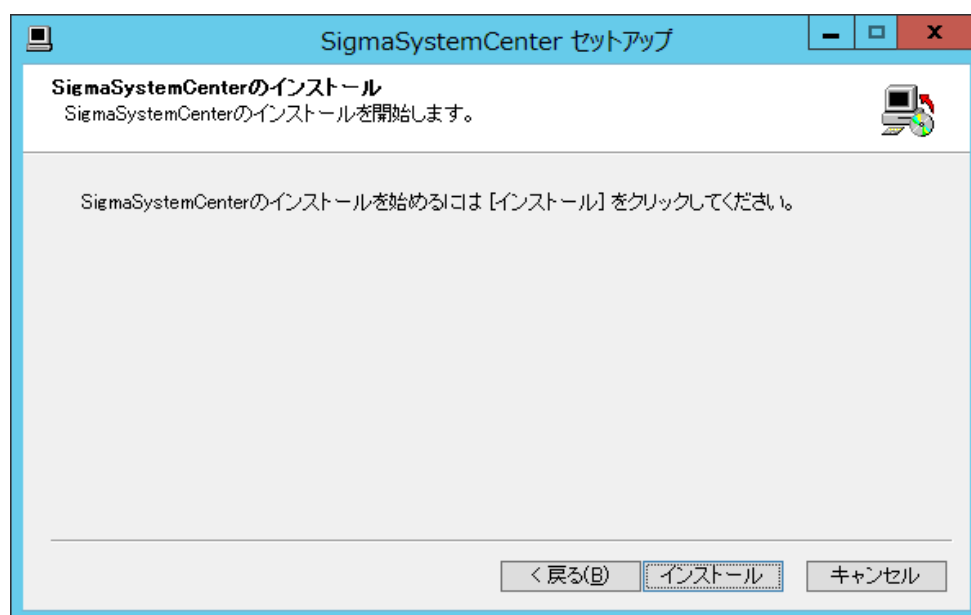 SigmaSystemCenter セットアップ
SigmaSystemCenterのインストール
SigmaSystemCenterのインストールを開始します。
SigmaSystemCenterのインストールを始めるには [インストール] をクリックしてください。
< 戻る(B) インストール キャンセル